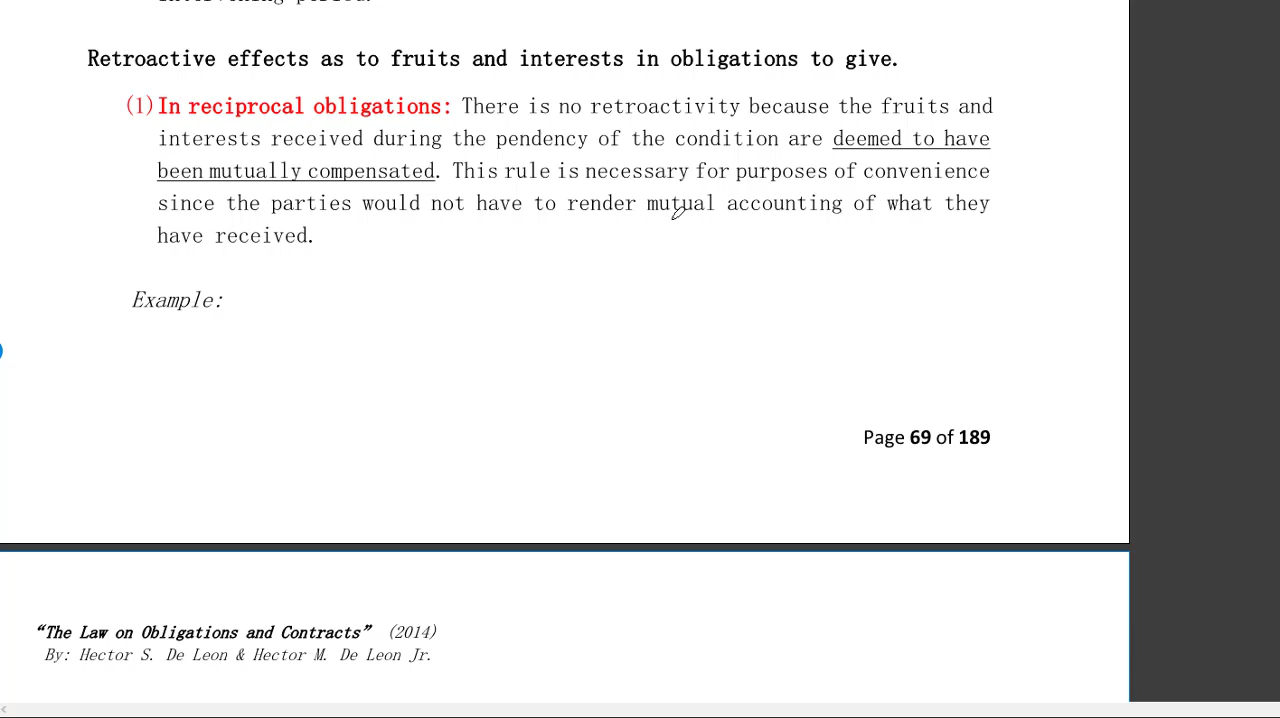 Retroactive effects as to fruits and interests in obligations to give.
(1) In reciprocal obligations: There is no retroactivity because the fruits and
interests received during the pendency of the condition are deemed to have
been mutually compensated. This rule is necessary for purposes of convenience
since the parties would not have to render mutual accounting of what they
have received.
Example:
Page 69 of 189
“The Law on Obligations and Contracts” (2014)
By: Hector S. De Leon & Hector M. De Leon Jr.